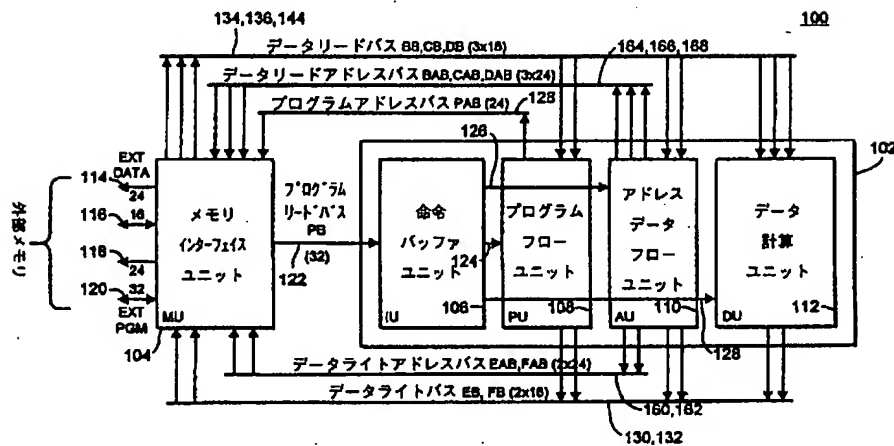 100
134,136,144
データリードバス BB,CB,DB (3x16)
164,166,168
データリードアドレスバス BAB,CAB,DAB (3x24)
プログラムアドレスバス PAB (24)
128
126
102
外部メモリ
EXT
DATA
114
24
116
16
118
24
120
32
EXT
PGM
メモリ
インターフェイス
ユニット
MU
104
プログラム
リードバス
PB
(32)
122
命令
バッファ
ユニット
IU
106
124
プログラム
フロー
ユニット
PU
108
アドレス
データ
フロー
ユニット
AU
110
データ
計算
ユニット
DU
112
128
データライトアドレスバス EAB, FAB (2x24)
データライトバス EB, FB (2x16)
160,162
130,132